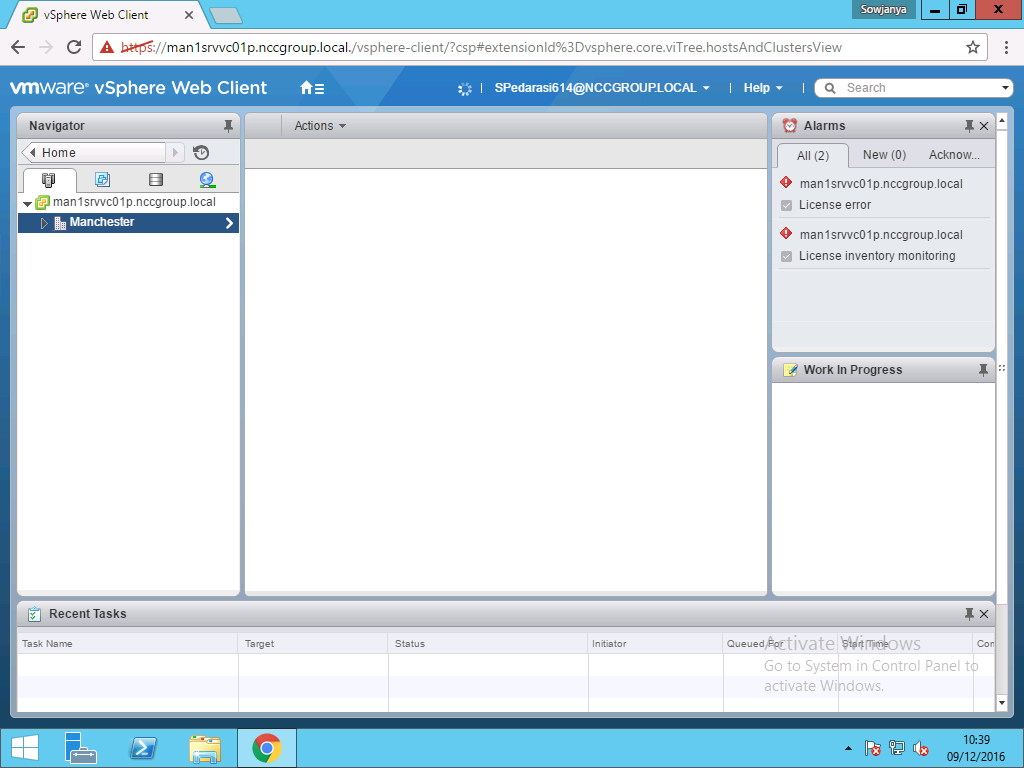 vSphere Web Client
Sowjanya
https://man1srvvc01p.nccgroup.local./vsphere-client/?csp#extensionId%3Dvsphere.core.viTree.hostsAndClustersView
vmware® vSphere Web Client
SPedarasi614@NCCGROUP.LOCAL
Help
Search
Navigator
Home
man1srvvc01p.nccgroup.local
Manchester
Actions
Alarms
All (2)
New (0)
Acknow...
man1srvvc01p.nccgroup.local
License error
man1srvvc01p.nccgroup.local
License inventory monitoring
Work In Progress
Recent Tasks
Task Name
Target
Status
Initiator
Queued For
Start Time
Con
Activate Windows
Go to System in Control Panel to
activate Windows.
10:39
09/12/2016